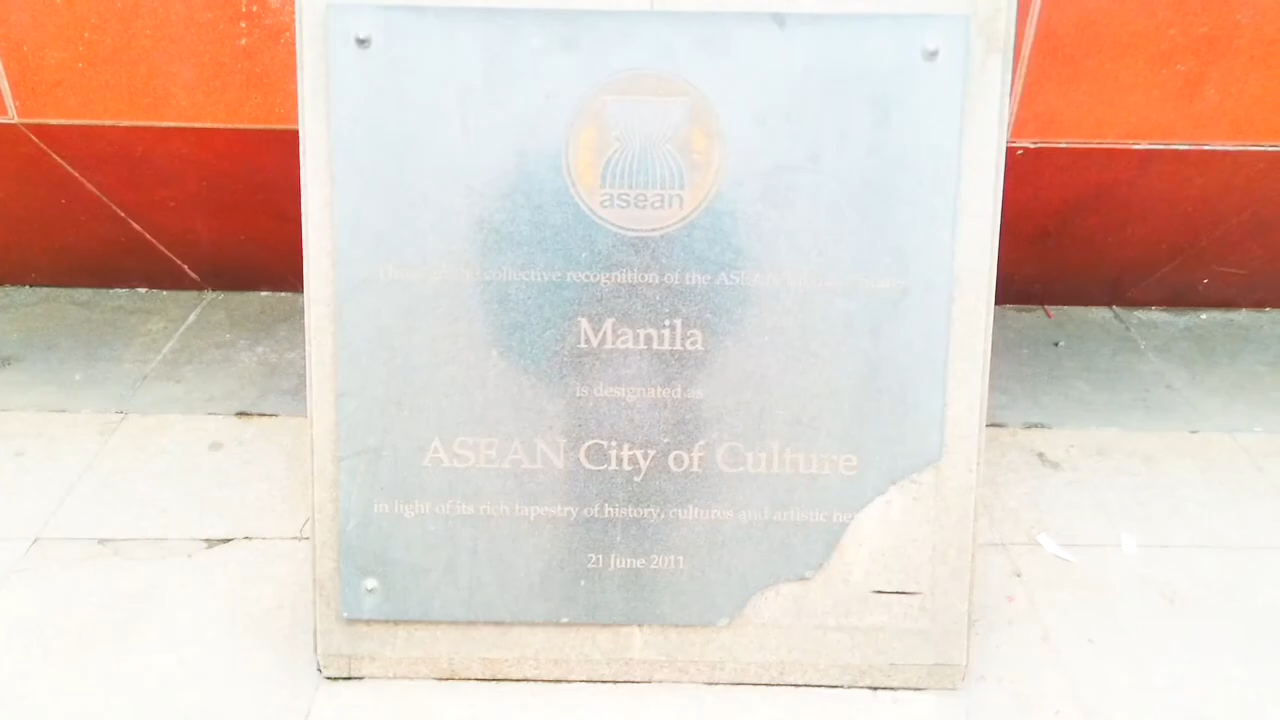 asean
collective recognition of the
Manila
is designated as
ASEAN City of Culture
in light of its rich tapestry of history, cultures and artistic
21 June 2011